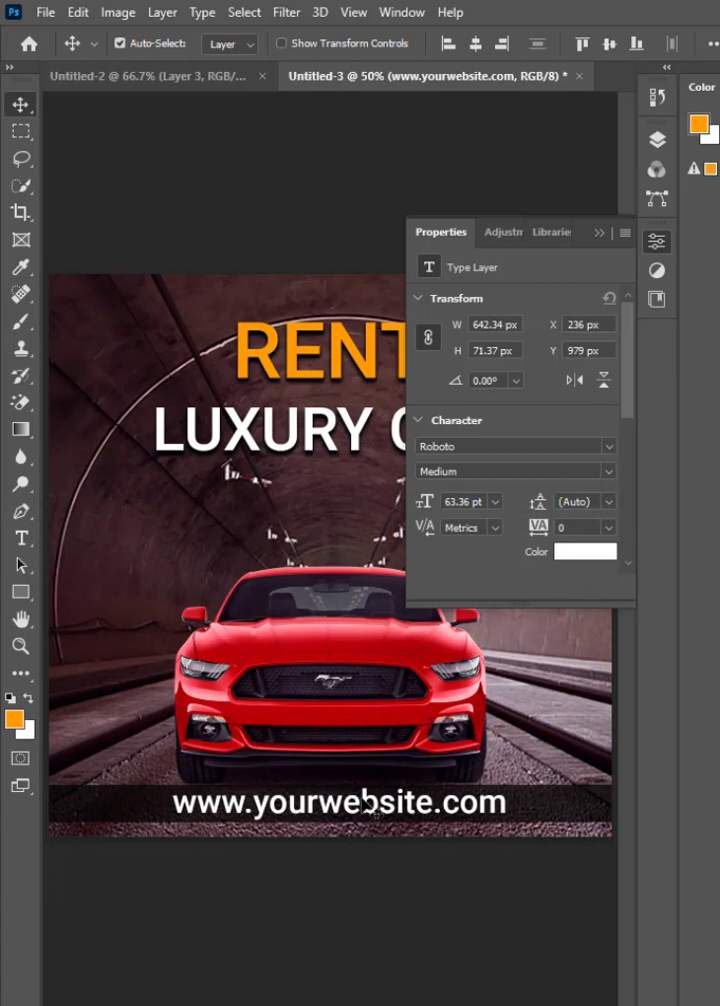 Ps File Edit Image Layer Type Select Filter 3D View Window Help
Auto-Select: Layer Show Transform Controls
Untitled-2 @ 66.7% (Layer 3, RGB/... × Untitled-3 @ 50% (www.yourwebsite.com, RGB/8) * ×
Color
Properties Adjustm Librarie
T Type Layer
Transform
W 642.34 px X 236 px
H 71.37 px Y 979 px
0.00°
Character
Roboto
Medium
63.36 pt (Auto)
Metrics 0
Color
RENT
LUXURY C
www.yourwebsite.com